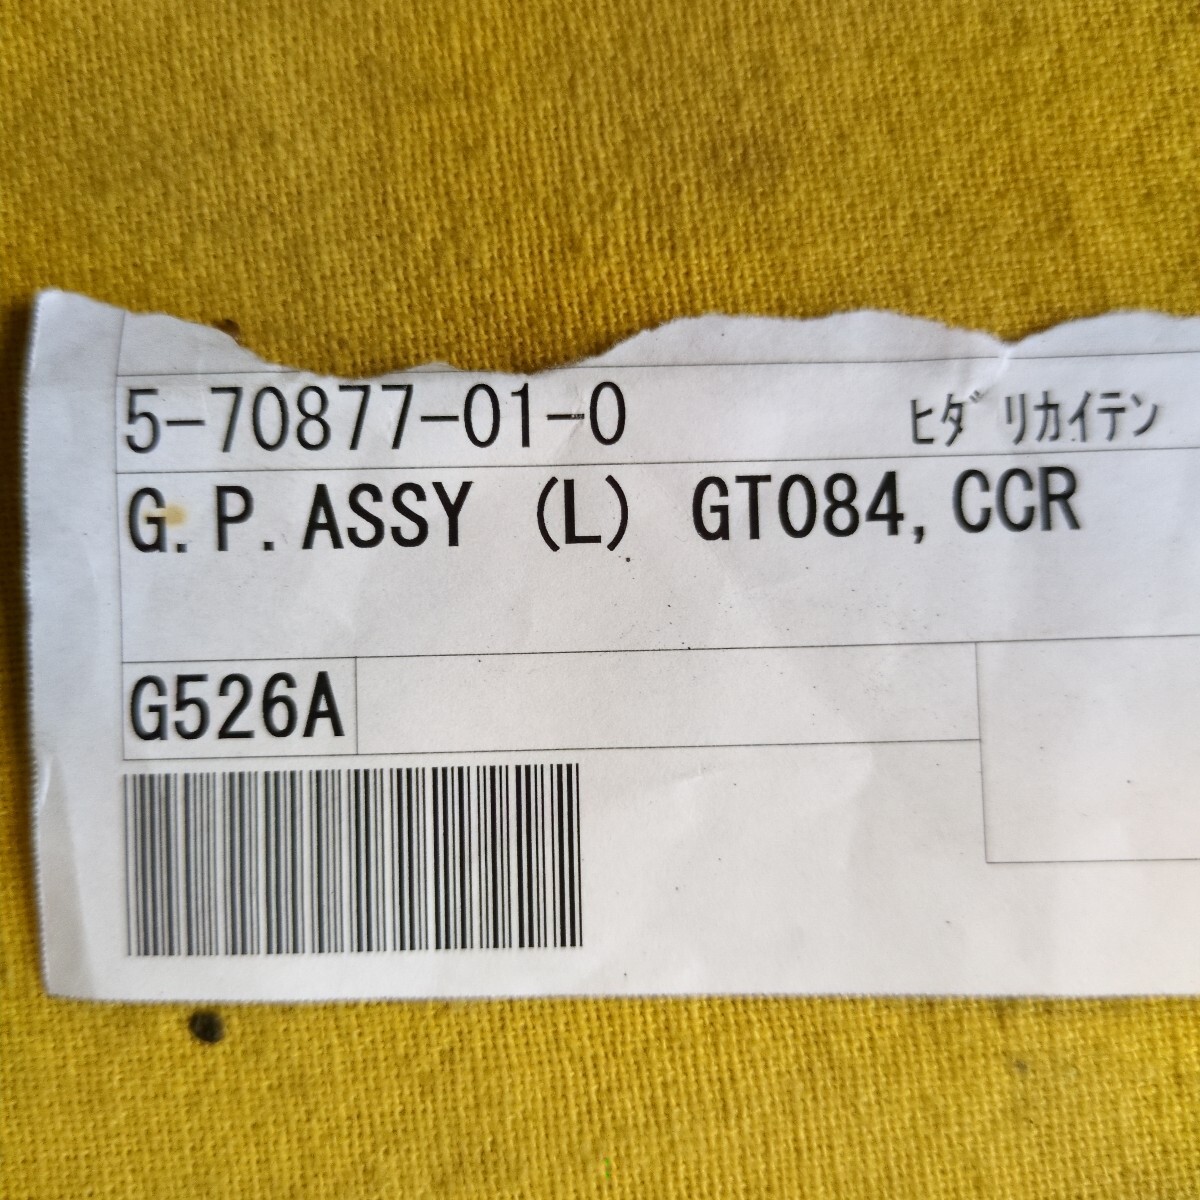 5-70877-01-0 ﾋﾀﾞﾘｶｲﾃﾝ
G.P.ASSY (L) GT084,CCR
G526A